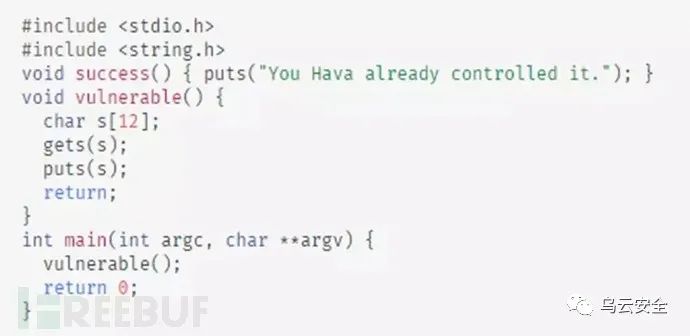 #include <stdio.h>
#include <string.h>
void success() { puts("You Hava already controlled it."); }
void vulnerable() {
  char s[12];
  gets(s);
  puts(s);
  return;
}
int main(int argc, char **argv) {
  vulnerable();
  return 0;
}
FREEBUF
乌云安全